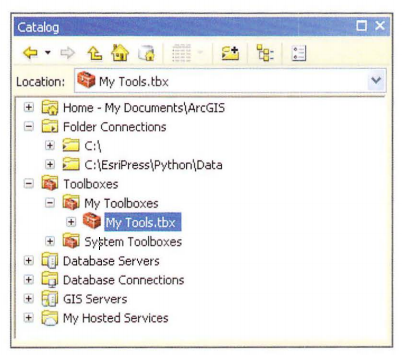 Catalog
Location: My Tools.tbx
Home - My Documents\ArcGIS
Folder Connections
C:\
C:\EsriPress\Python\Data
Toolboxes
My Toolboxes
My Tools.tbx
System Toolboxes
Database Servers
Database Connections
GIS Servers
My Hosted Services